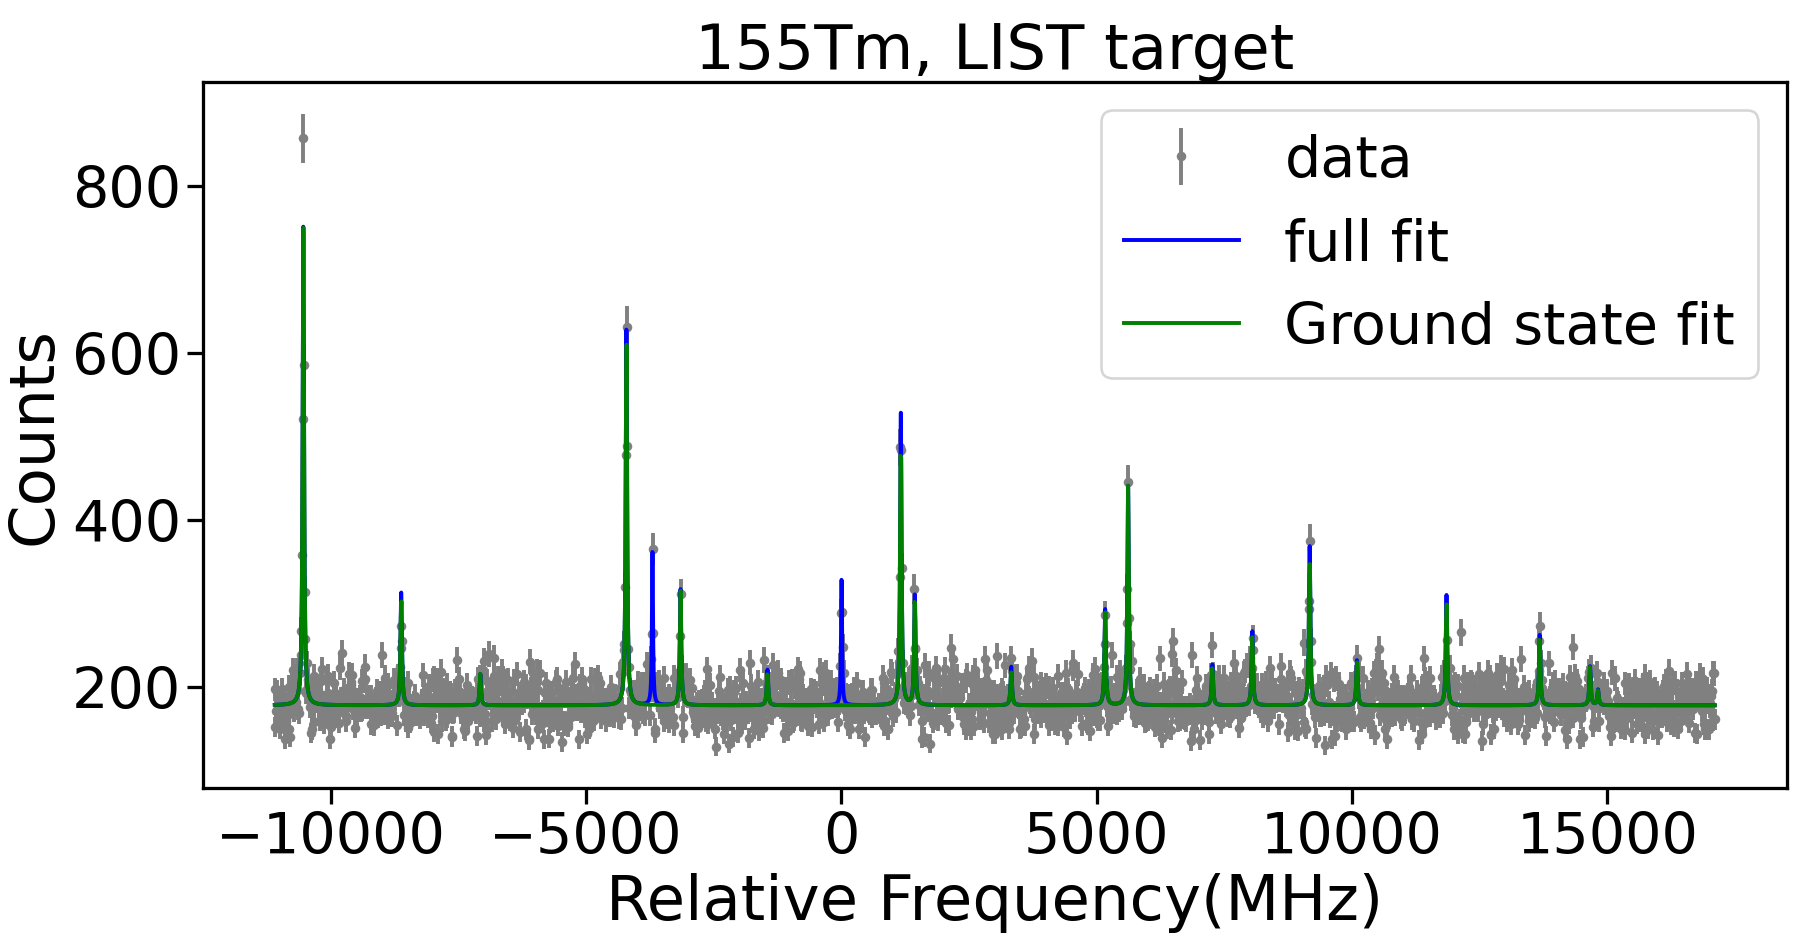 155Tm, LIST target
data
full fit
Ground state fit
Counts
800
600
400
200
−10000 −5000 0 5000 10000 15000
Relative Frequency(MHz)